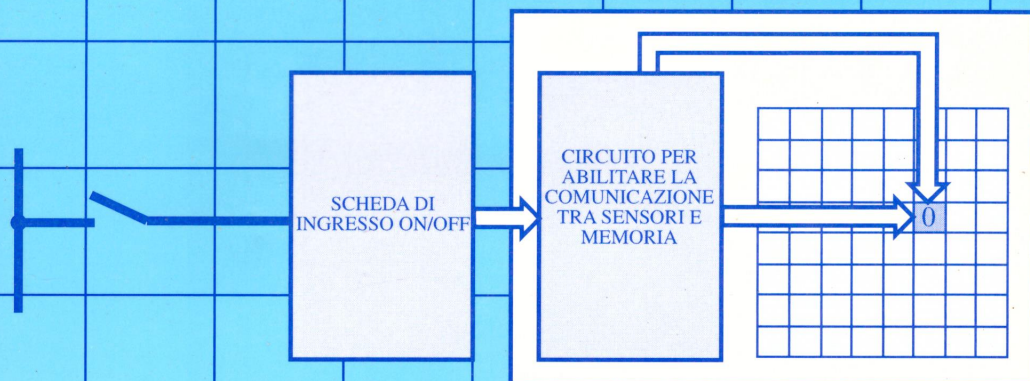 SCHEDA DI
INGRESSO ON/OFF
CIRCUITO PER
ABILITARE LA
COMUNICAZIONE
TRA SENSORI E
MEMORIA
0